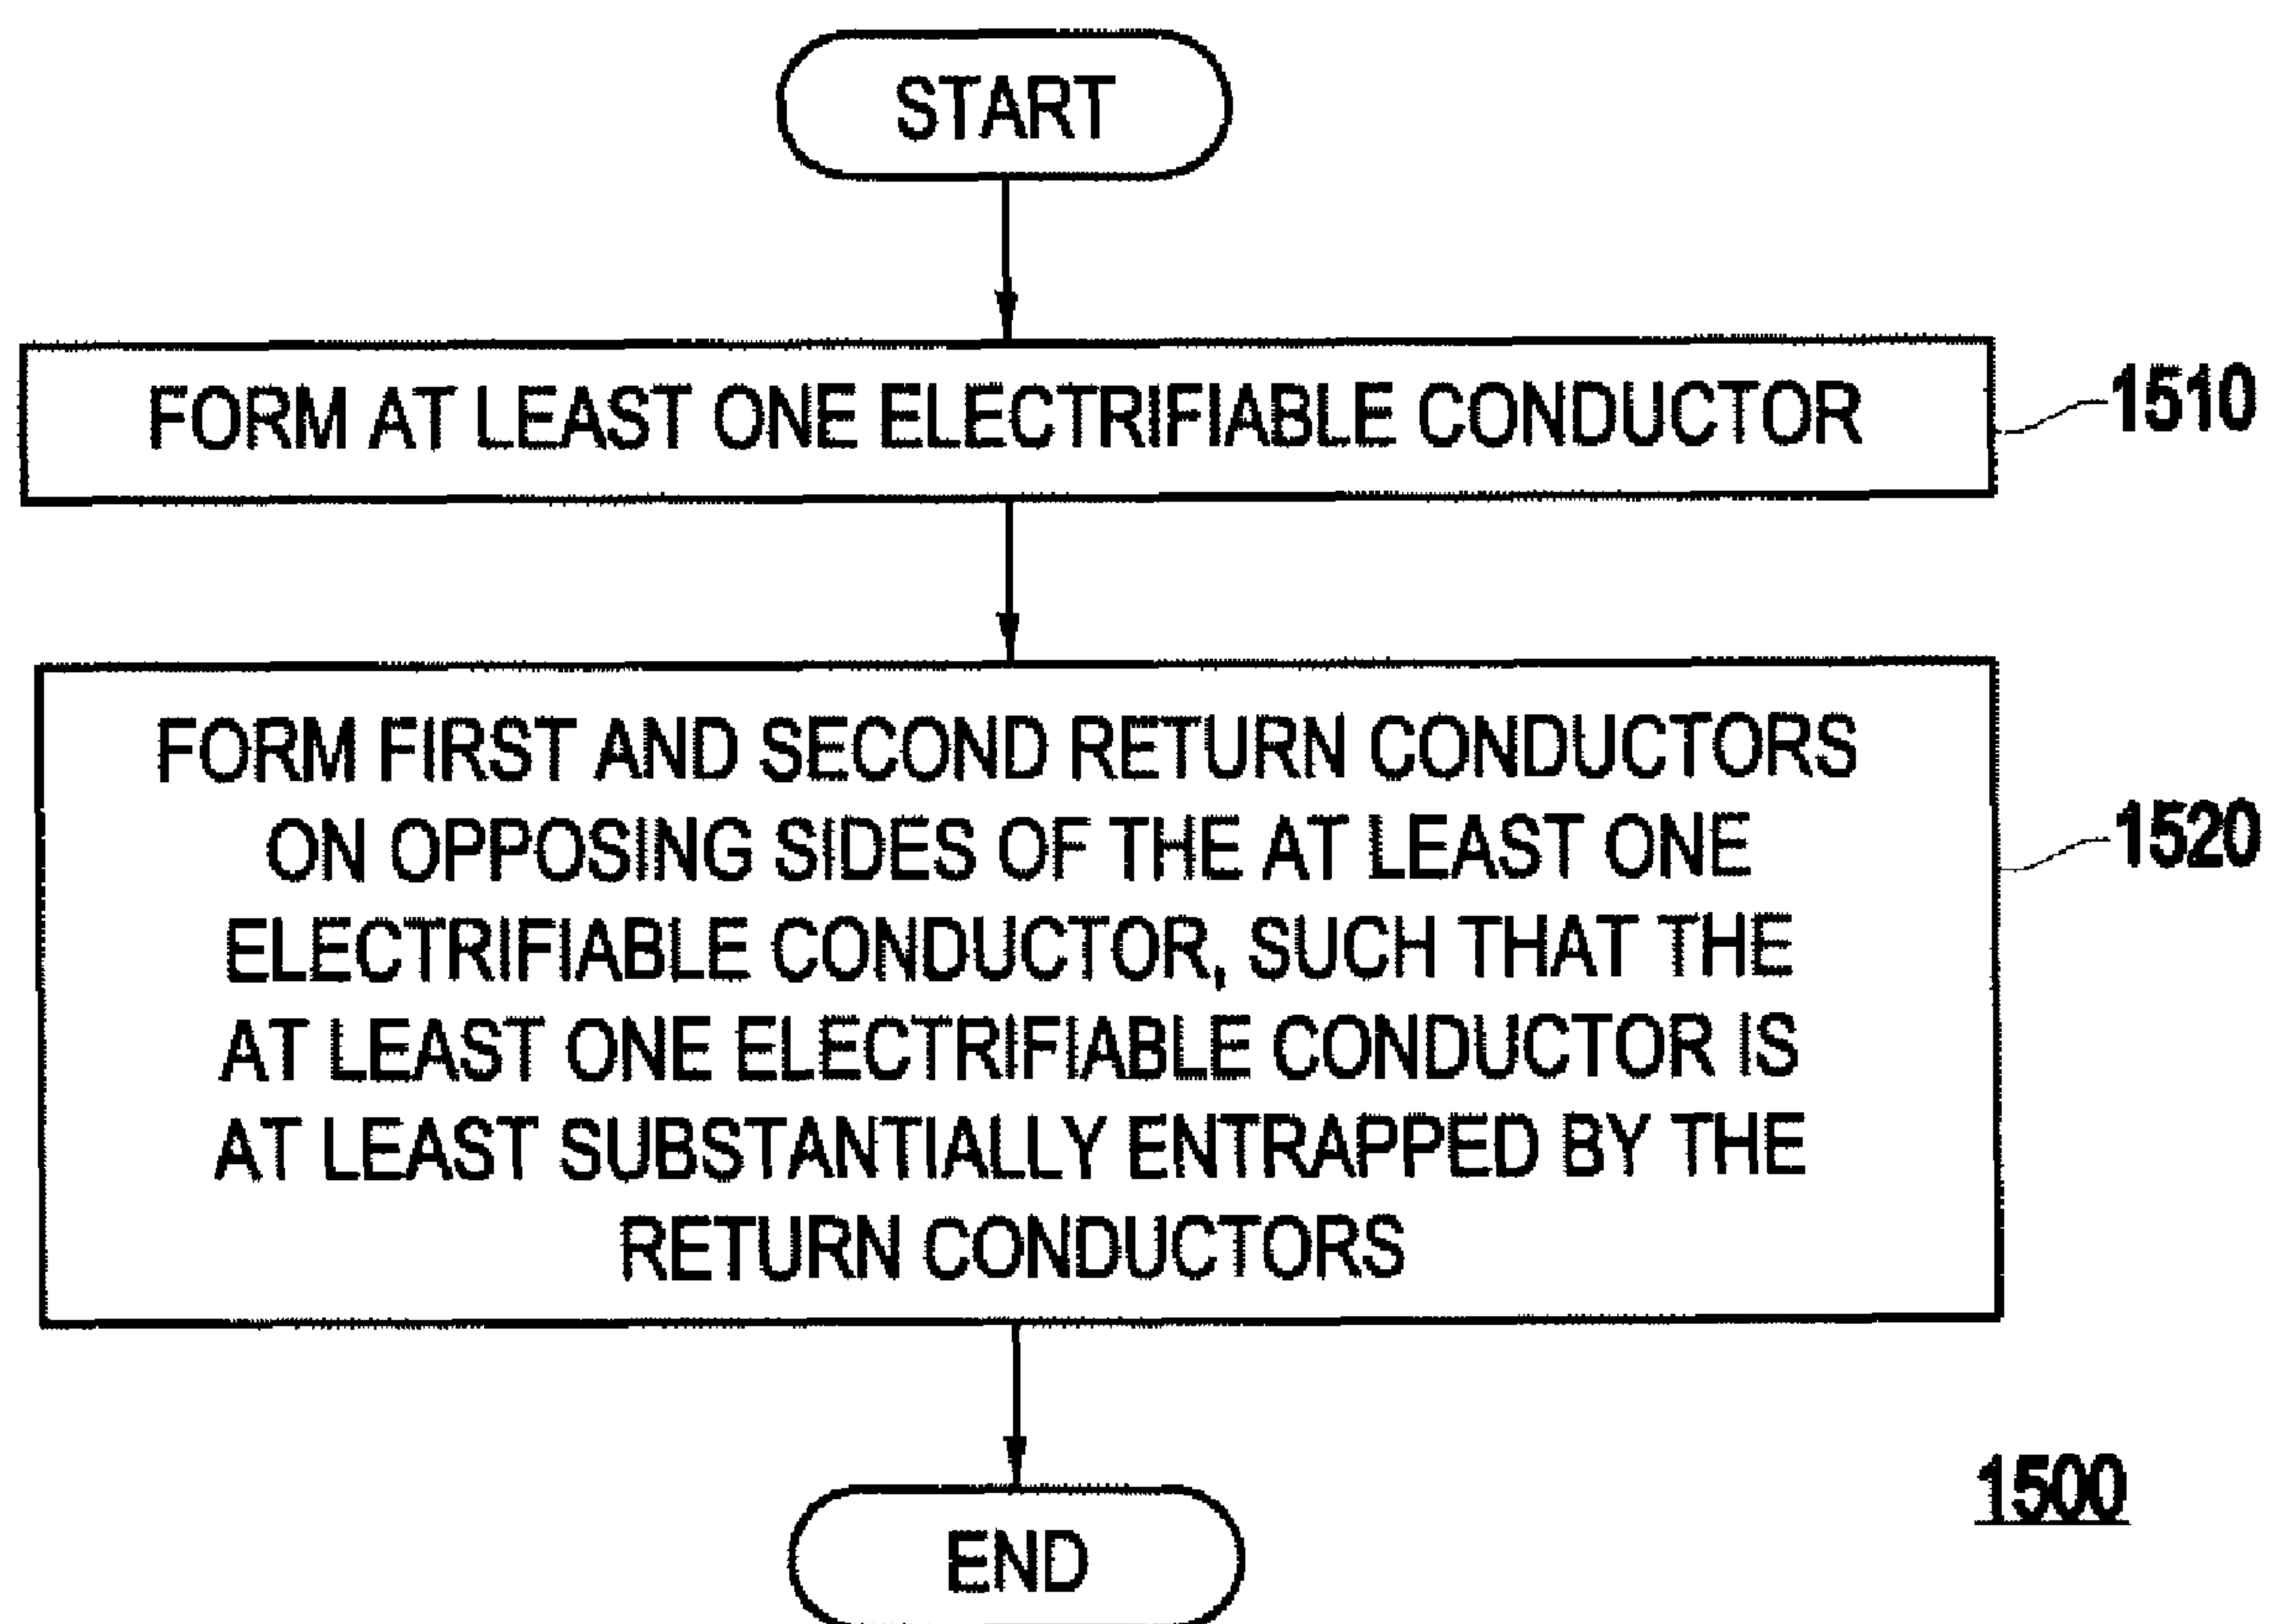 START
FORM AT LEAST ONE ELECTRIFIABLE CONDUCTOR
1510
FORM FIRST AND SECOND RETURN CONDUCTORS
ON OPPOSING SIDES OF THE AT LEAST ONE
ELECTRIFIABLE CONDUCTOR, SUCH THAT THE
AT LEAST ONE ELECTRIFIABLE CONDUCTOR IS
AT LEAST SUBSTANTIALLY ENTRAPPED BY THE
RETURN CONDUCTORS
1520
END
1500